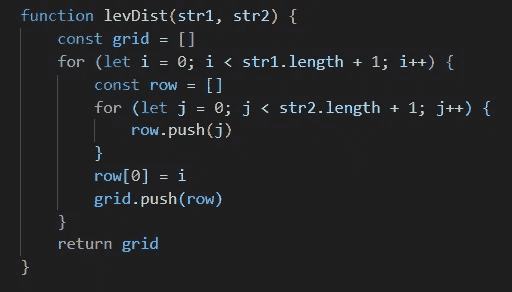 function levDist(str1, str2) {
    const grid = []
    for (let i = 0; i < str1.length + 1; i++) {
        const row = []
        for (let j = 0; j < str2.length + 1; j++) {
            row.push(j)
        }
        row[0] = i
        grid.push(row)
    }
    return grid
}